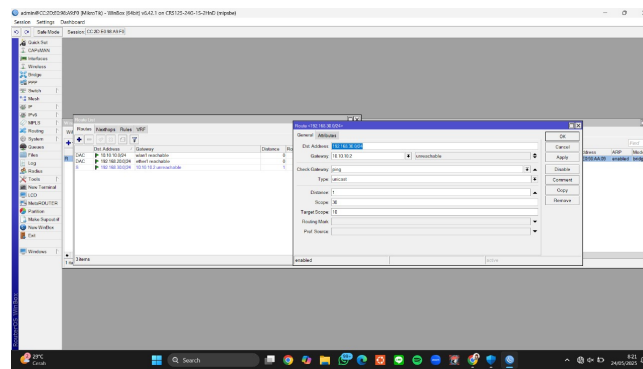 admin@CC:2D:E0:98:A9:F9 (MikroTik) - WinBox (64bit) v6.42.1 on CRS125-24G-1S-2HnD (mipsbe)
Session Settings Dashboard
Safe Mode Session: CC:2D:E0:98:A9:F9
Quick Set
CAPsMAN
Interfaces
Wireless
Bridge
PPP
Switch
Mesh
IP
IPv6
MPLS
Routing
System
Queues
Files
Log
Radius
Tools
New Terminal
LCD
MetaROUTER
Partition
Make Supout.rif
New WinBox
Exit
Windows
RouterOS WinBox
Route List
Routes Nexthops Rules VRF
Dst. Address Gateway Distance
DAC 10.10.10.0/24 wlan1 reachable 0
DAC 192.168.20.0/24 ether1 reachable 0
S 192.168.30.0/24 10.10.10.2 unreachable 1
3 items
Route <192.168.30.0/24>
General Attributes
Dst. Address: 192.168.30.0/24
Gateway: 10.10.10.2 unreachable
Check Gateway: ping
Type: unicast
Distance: 1
Scope: 30
Target Scope: 10
Routing Mark:
Pref. Source:
OK
Cancel
Apply
Disable
Comment
Copy
Remove
enabled
active
Find
ARP
enabled
29°C
Cerah
Search
6:21
24/05/2025